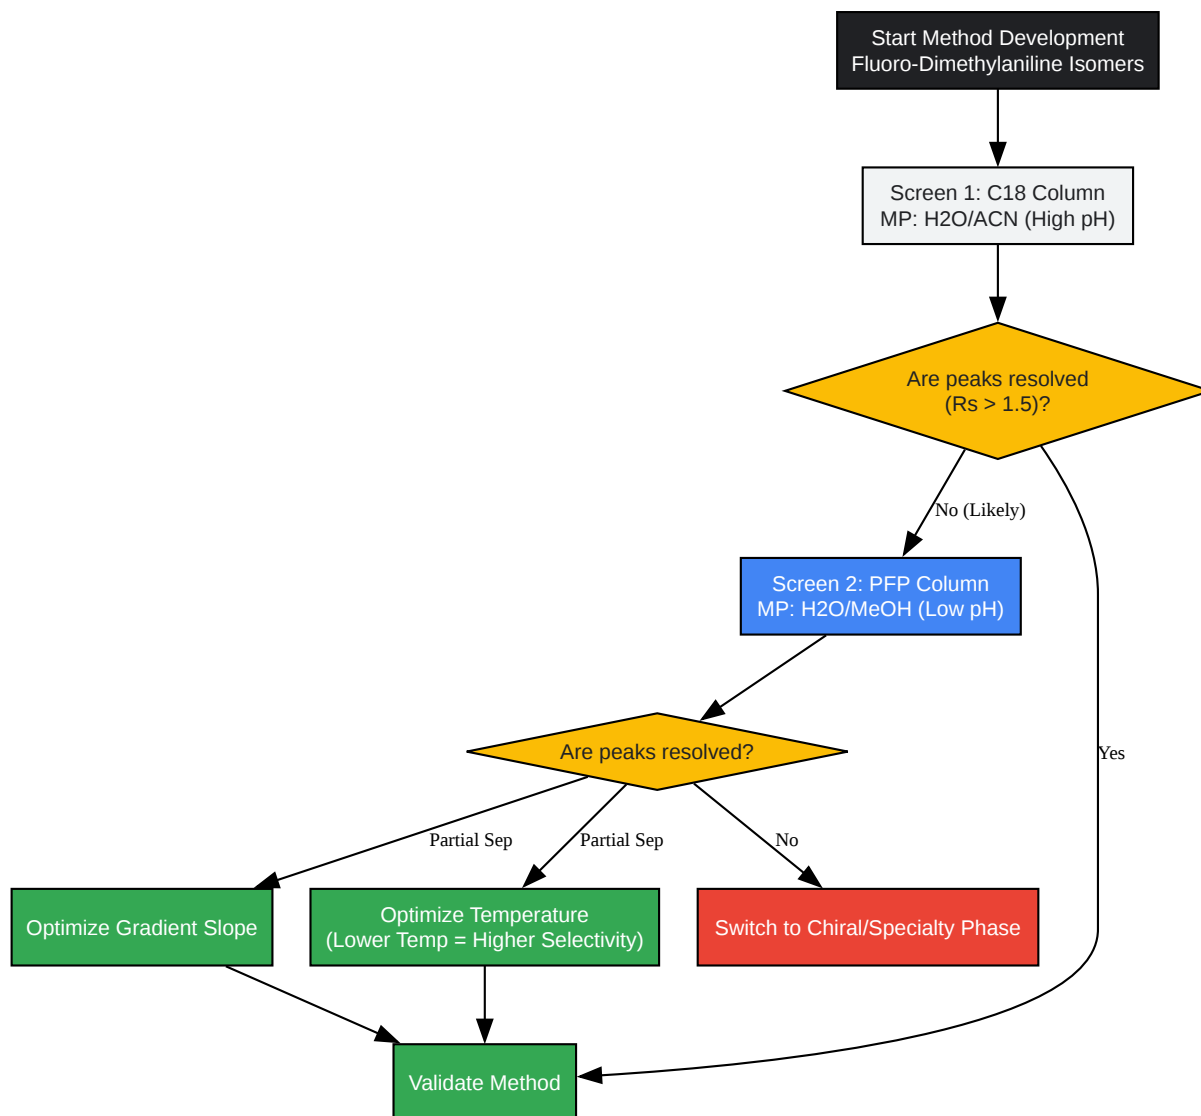 Start Method Development
Fluoro-Dimethylaniline Isomers
Screen 1: C18 Column
MP: H2O/ACN (High pH)
Are peaks resolved
(Rs > 1.5)?
No (Likely)
Screen 2: PFP Column
MP: H2O/MeOH (Low pH)
Yes
Are peaks resolved?
Partial Sep
Partial Sep
No
Optimize Gradient Slope
Optimize Temperature
(Lower Temp = Higher Selectivity)
Switch to Chiral/Specialty Phase
Validate Method